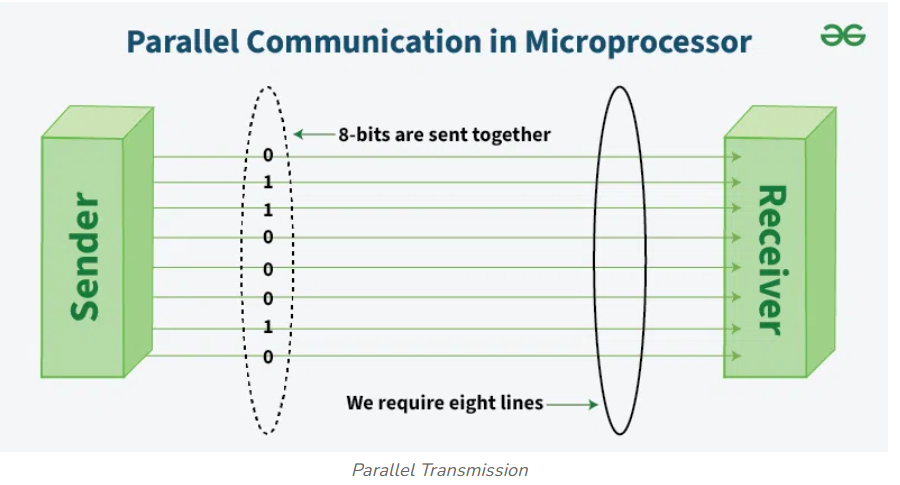 Parallel Communication in Microprocessor
8-bits are sent together
0
1
1
0
0
0
1
0
Sender
Receiver
We require eight lines
Parallel Transmission